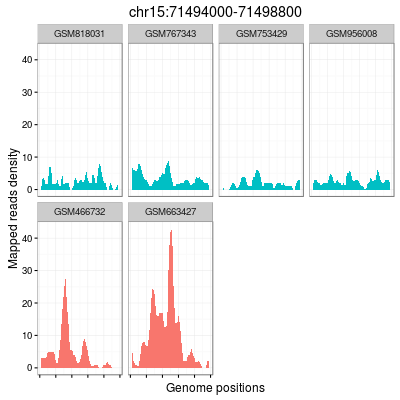 chr15:71494000-71498800
GSM818031 GSM767343 GSM753429 GSM956008
40
30
20
10
0
Mapped reads density
GSM466732 GSM663427
40
30
20
10
0
Genome positions